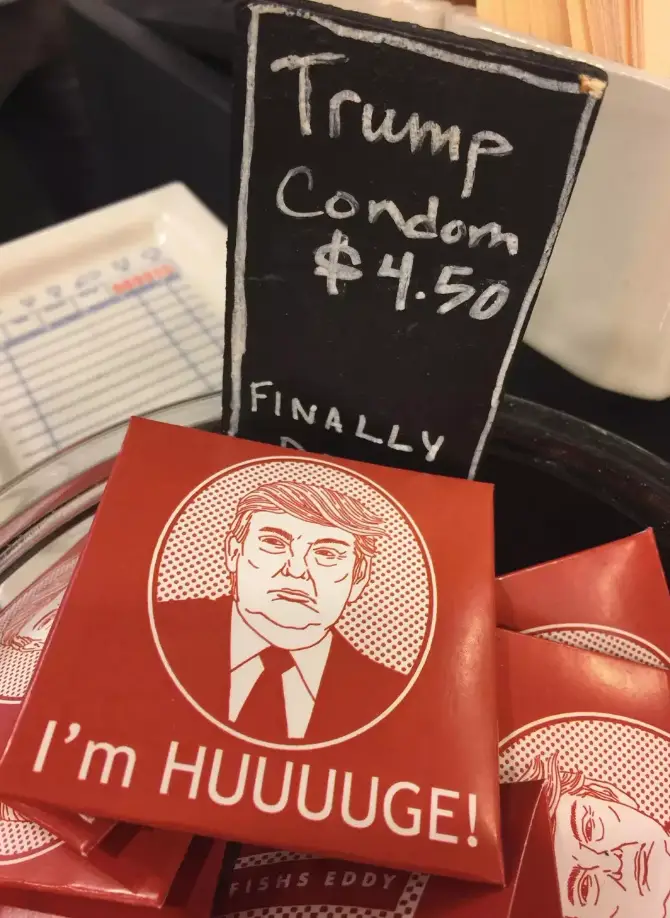 Trump
Condom
$4.50
FINALLY
I'm HUUUUGE!
FISHS EDDY